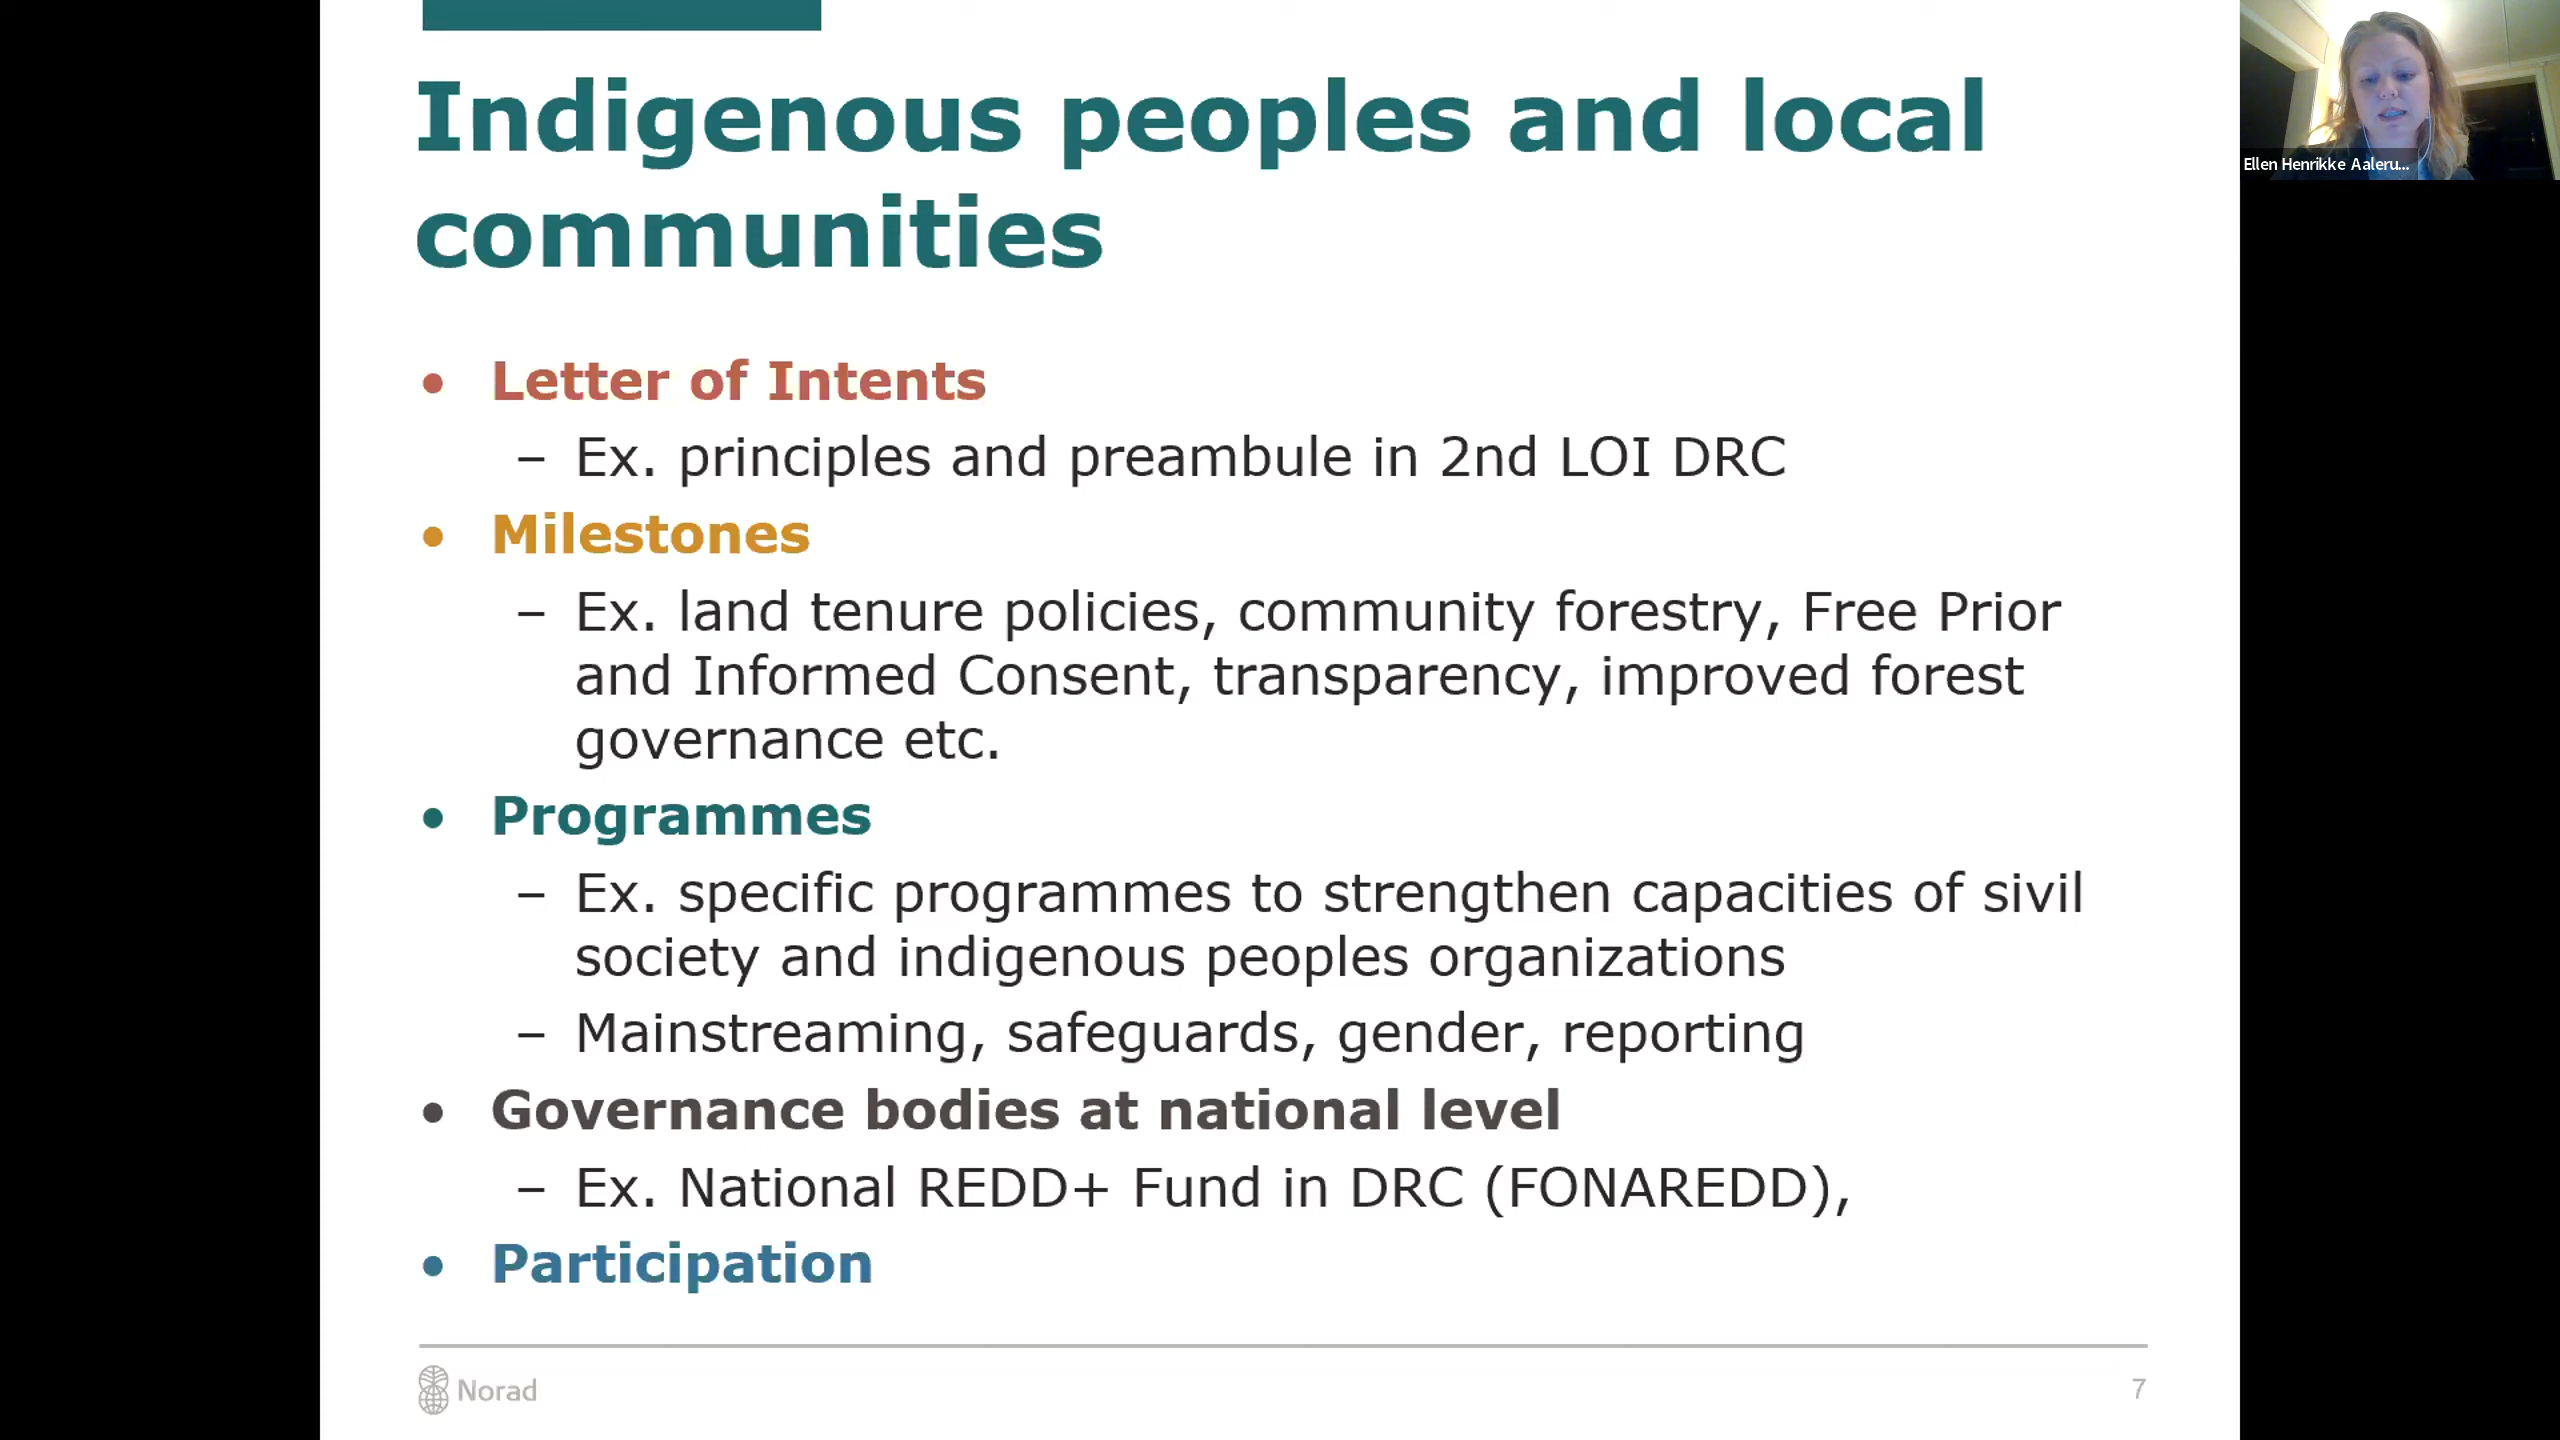 Indigenous peoples and local
communities
• Letter of Intents
– Ex. principles and preambule in 2nd LOI DRC
• Milestones
– Ex. land tenure policies, community forestry, Free Prior
and Informed Consent, transparency, improved forest
governance etc.
• Programmes
– Ex. specific programmes to strengthen capacities of sivil
society and indigenous peoples organizations
– Mainstreaming, safeguards, gender, reporting
• Governance bodies at national level
– Ex. National REDD+ Fund in DRC (FONAREDD),
• Participation
Norad
7
Ellen Henrikke Aaleru...